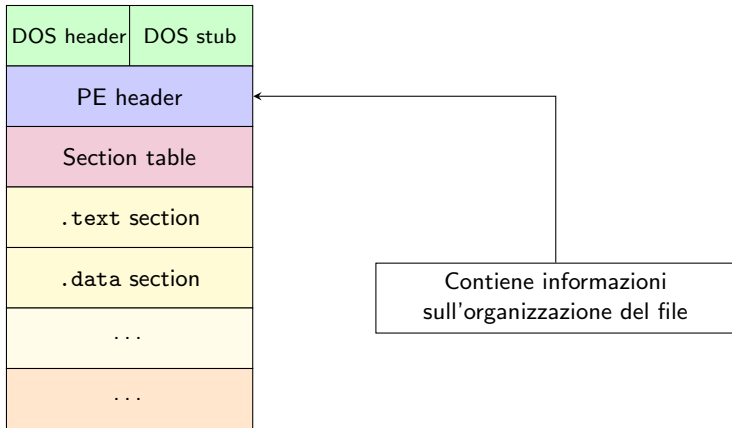 DOS header DOS stub
PE header
Section table
.text section
.data section
Contiene informazioni
sull'organizzazione del file
...
...